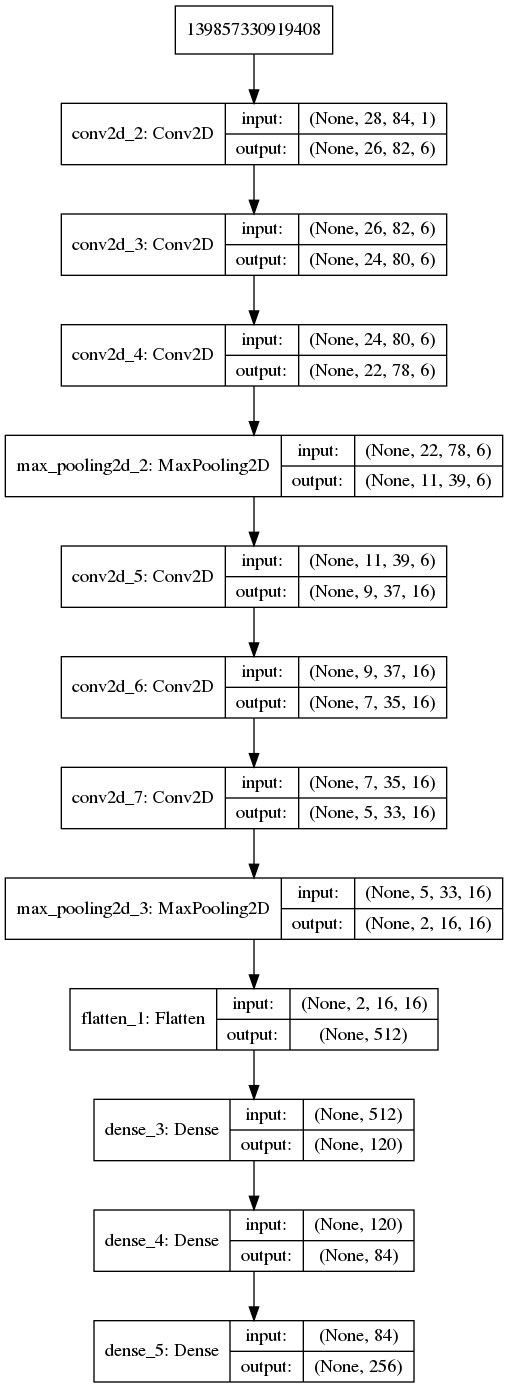 139857330919408
conv2d_2: Conv2D
input: (None, 28, 84, 1)
output: (None, 26, 82, 6)
conv2d_3: Conv2D
input: (None, 26, 82, 6)
output: (None, 24, 80, 6)
conv2d_4: Conv2D
input: (None, 24, 80, 6)
output: (None, 22, 78, 6)
max_pooling2d_2: MaxPooling2D
input: (None, 22, 78, 6)
output: (None, 11, 39, 6)
conv2d_5: Conv2D
input: (None, 11, 39, 6)
output: (None, 9, 37, 16)
conv2d_6: Conv2D
input: (None, 9, 37, 16)
output: (None, 7, 35, 16)
conv2d_7: Conv2D
input: (None, 7, 35, 16)
output: (None, 5, 33, 16)
max_pooling2d_3: MaxPooling2D
input: (None, 5, 33, 16)
output: (None, 2, 16, 16)
flatten_1: Flatten
input: (None, 2, 16, 16)
output: (None, 512)
dense_3: Dense
input: (None, 512)
output: (None, 120)
dense_4: Dense
input: (None, 120)
output: (None, 84)
dense_5: Dense
input: (None, 84)
output: (None, 256)